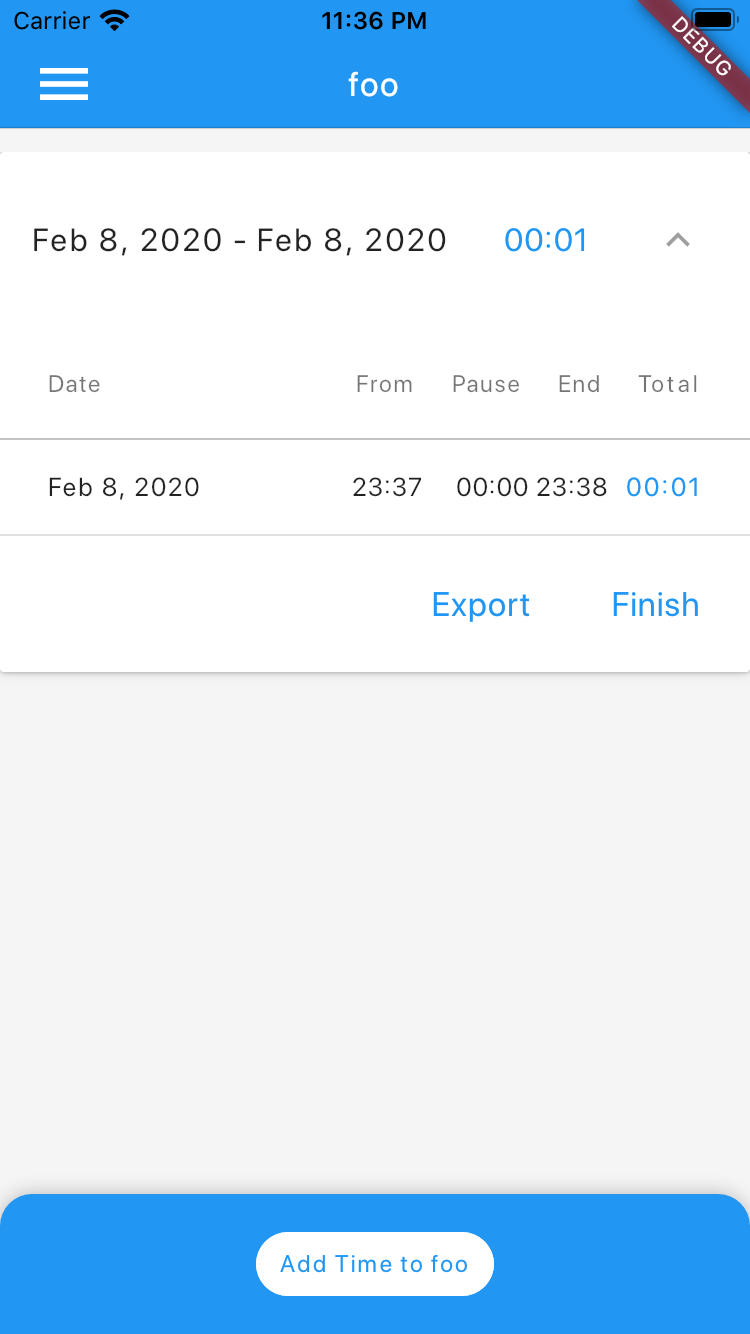 Carrier 11:36 PM
DEBUG
foo
Feb 8, 2020 - Feb 8, 2020 00:01
Date From Pause End Total
Feb 8, 2020 23:37 00:00 23:38 00:01
Export Finish
Add Time to foo